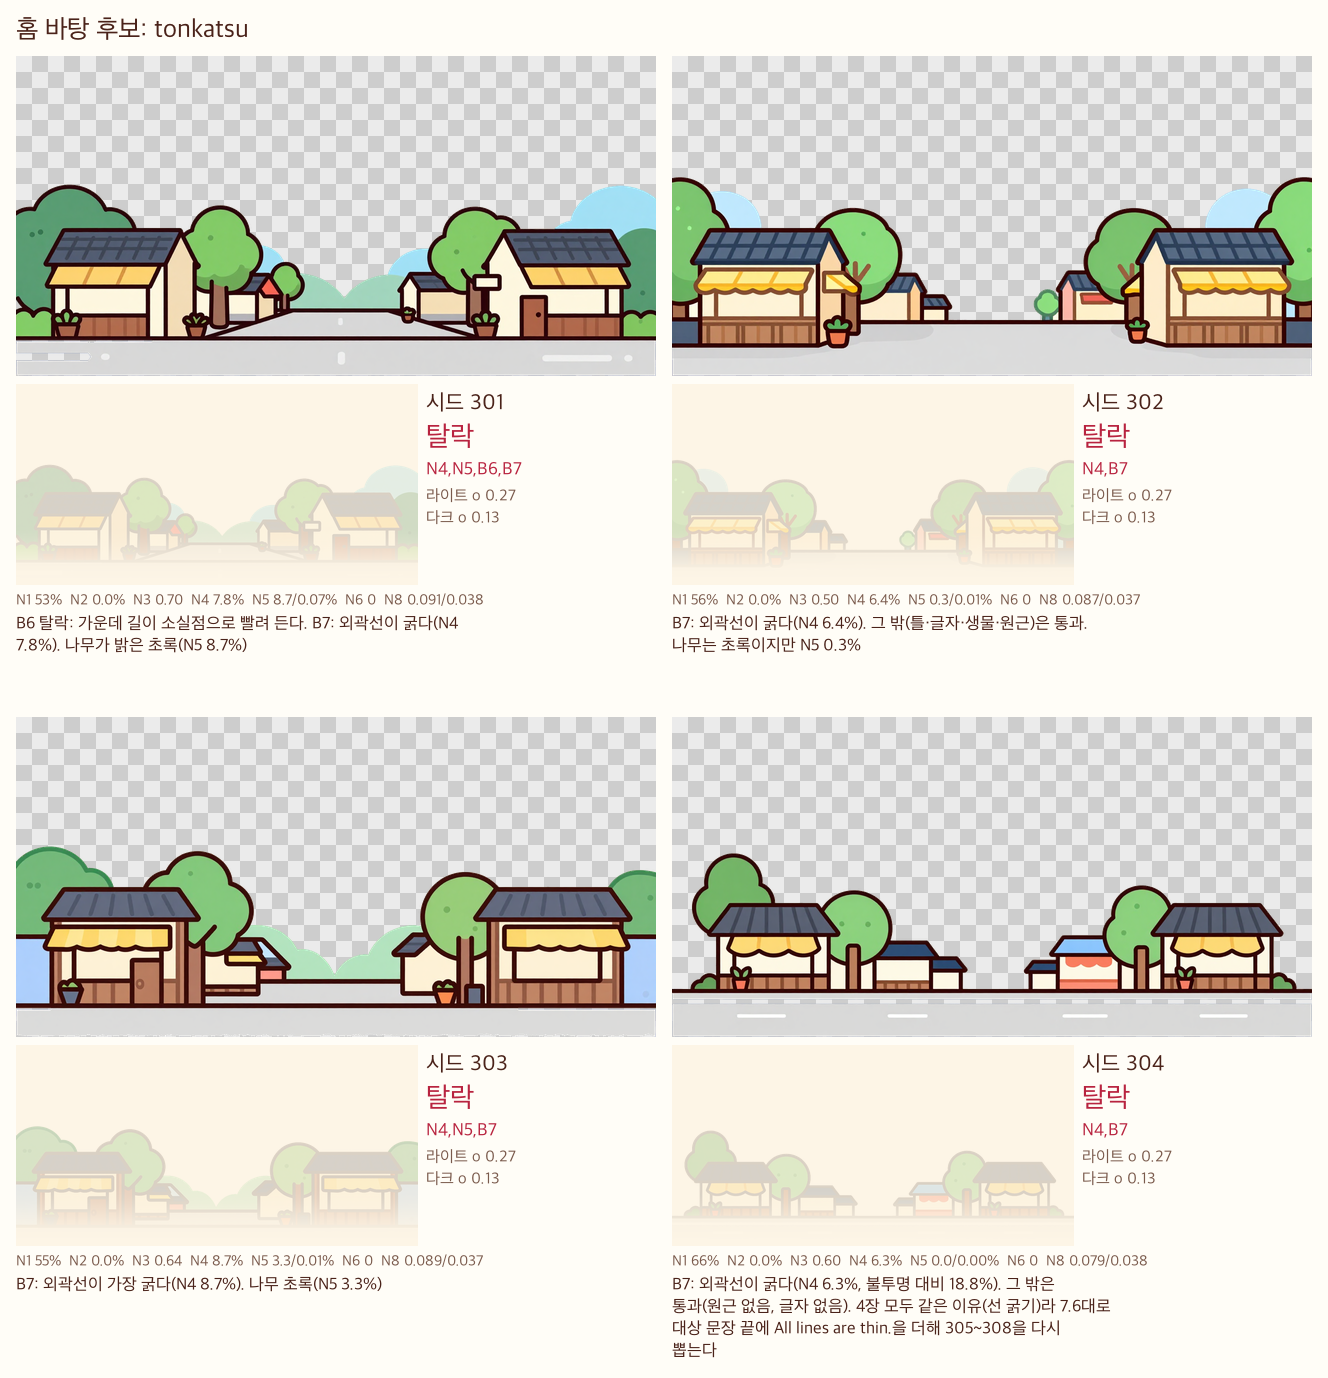 홈 바탕 후보: tonkatsu
시드 301
탈락
N4,N5,B6,B7
라이트 o 0.27
다크 o 0.13
N1 53% N2 0.0% N3 0.70 N4 7.8% N5 8.7/0.07% N6 0 N8 0.091/0.038
B6 탈락: 가운데 길이 소실점으로 빨려 든다. B7: 외곽선이 굵다(N4
7.8%). 나무가 밝은 초록(N5 8.7%)
시드 302
탈락
N4,B7
라이트 o 0.27
다크 o 0.13
N1 56% N2 0.0% N3 0.50 N4 6.4% N5 0.3/0.01% N6 0 N8 0.087/0.037
B7: 외곽선이 굵다(N4 6.4%). 그 밖(틀·글자·생물·원근)은 통과.
나무는 초록이지만 N5 0.3%
시드 303
탈락
N4,N5,B7
라이트 o 0.27
다크 o 0.13
N1 55% N2 0.0% N3 0.64 N4 8.7% N5 3.3/0.01% N6 0 N8 0.089/0.037
B7: 외곽선이 가장 굵다(N4 8.7%). 나무 초록(N5 3.3%)
시드 304
탈락
N4,B7
라이트 o 0.27
다크 o 0.13
N1 66% N2 0.0% N3 0.60 N4 6.3% N5 0.0/0.00% N6 0 N8 0.079/0.038
B7: 외곽선이 굵다(N4 6.3%, 불투명 대비 18.8%). 그 밖은
통과(원근 없음, 글자 없음). 4장 모두 같은 이유(선 굵기)라 7.6대로
대상 문장 끝에 All lines are thin.을 더해 305~308을 다시
뽑는다